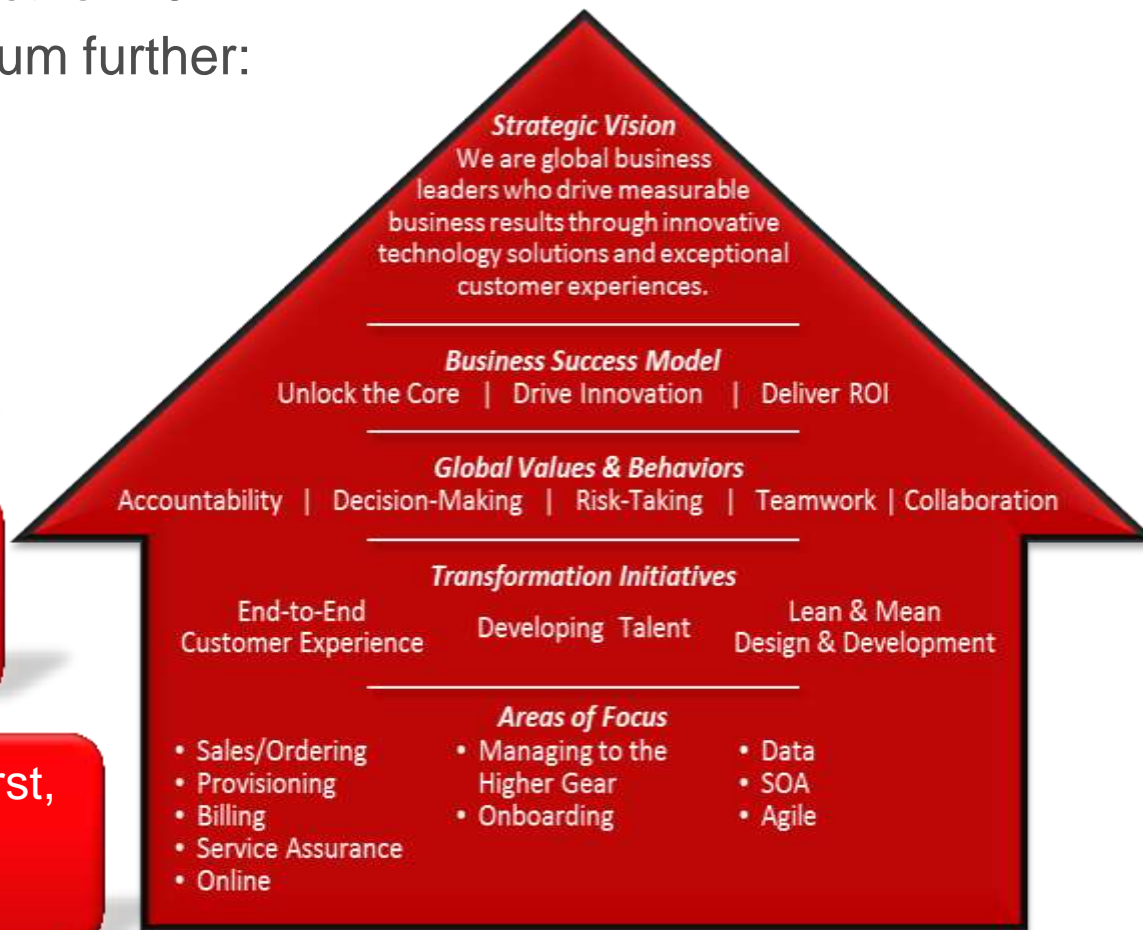 um further:
Strategic Vision
We are global business
leaders who drive measurable
business results through innovative
technology solutions and exceptional
customer experiences.
Business Success Model
Unlock the Core | Drive Innovation | Deliver ROI
Global Values & Behaviors
Accountability | Decision-Making | Risk-Taking | Teamwork | Collaboration
Transformation Initiatives
End-to-End
Customer Experience
Developing Talent
Lean & Mean
Design & Development
Areas of Focus
• Sales/Ordering
• Provisioning
• Billing
• Service Assurance
• Online
• Managing to the
Higher Gear
• Onboarding
• Data
• SOA
• Agile
rst,